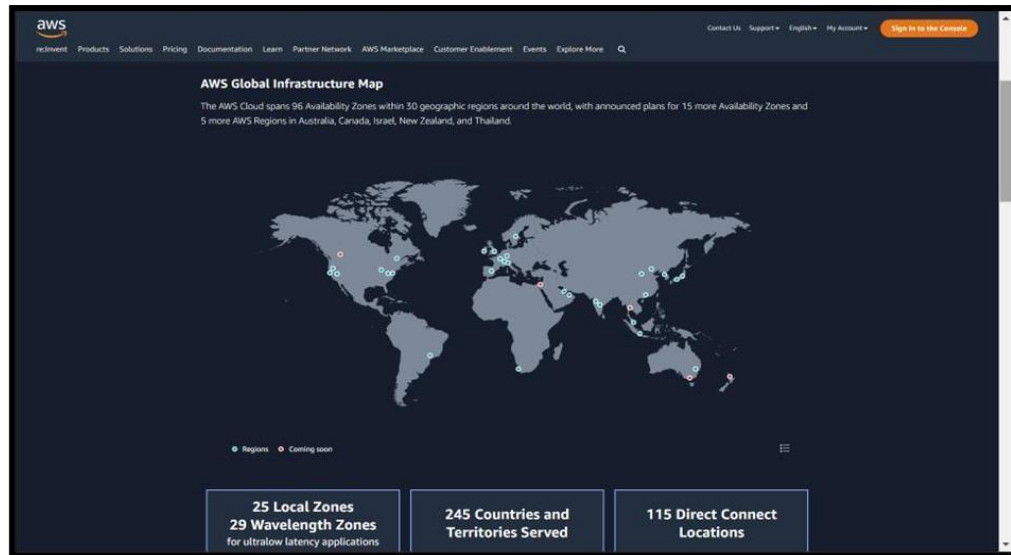 aws
Contact Us Support English My Account Sign In to the Console
re:Invent Products Solutions Pricing Documentation Learn Partner Network AWS Marketplace Customer Enablement Events Explore More
AWS Global Infrastructure Map
The AWS Cloud spans 96 Availability Zones within 30 geographic regions around the world, with announced plans for 15 more Availability Zones and
5 more AWS Regions in Australia, Canada, Israel, New Zealand, and Thailand.
Regions Coming soon
25 Local Zones
29 Wavelength Zones
for ultralow latency applications
245 Countries and
Territories Served
115 Direct Connect
Locations